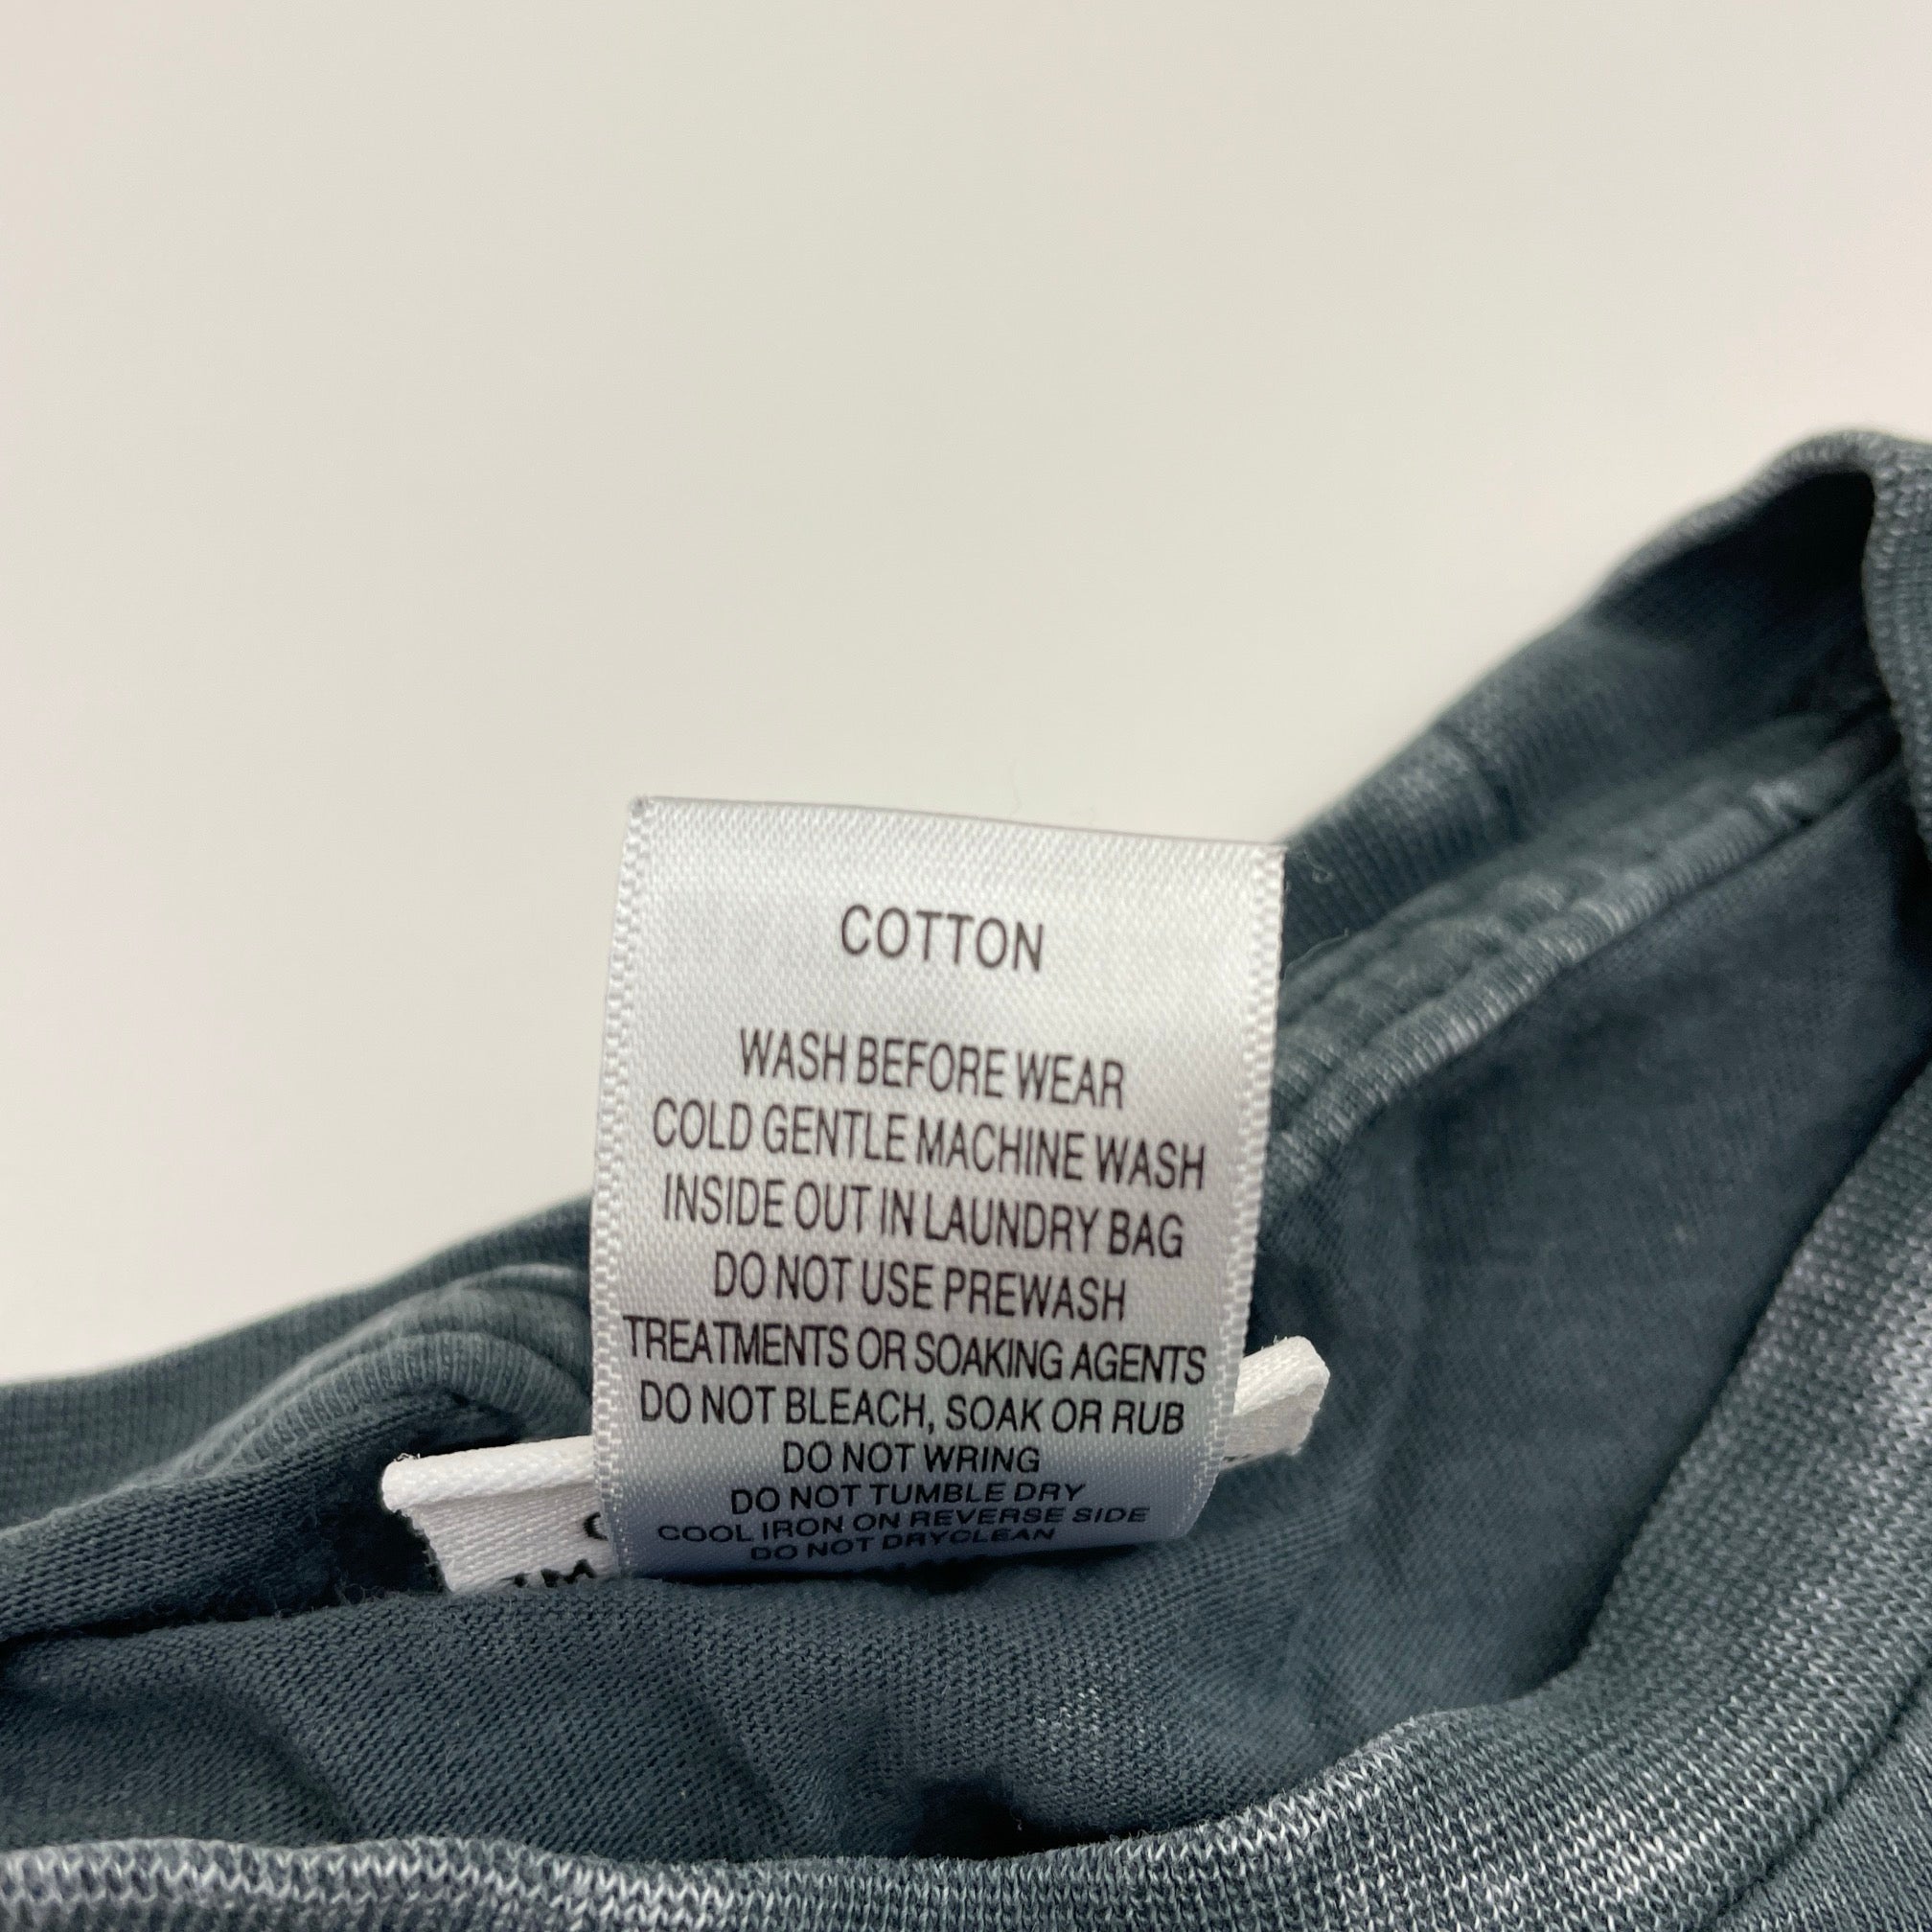 COTTON
WASH BEFORE WEAR
COLD GENTLE MACHINE WASH
INSIDE OUT IN LAUNDRY BAG
DO NOT USE PREWASH
TREATMENTS OR SOAKING AGENTS
DO NOT BLEACH, SOAK OR RUB
DO NOT WRING
DO NOT TUMBLE DRY
COOL IRON ON REVERSE SIDE
DO NOT DRYCLEAN